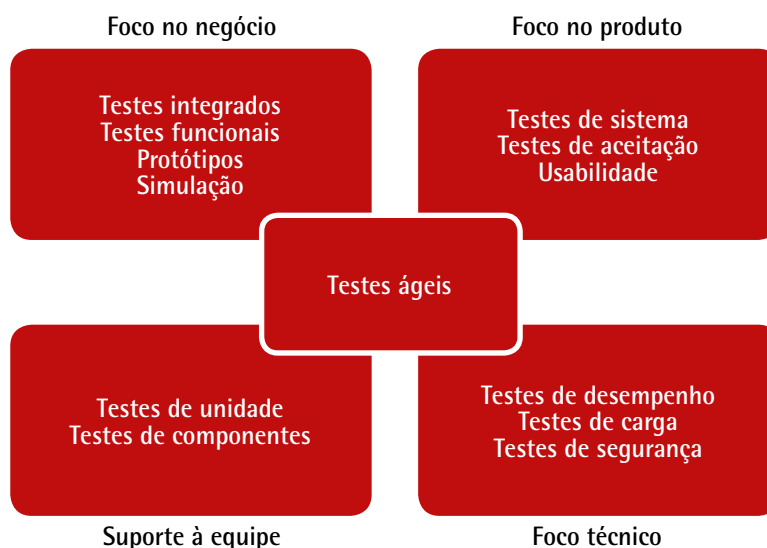 Foco no negócio
Testes integrados
Testes funcionais
Protótipos
Simulação
Foco no produto
Testes de sistema
Testes de aceitação
Usabilidade
Testes ágeis
Testes de unidade
Testes de componentes
Suporte à equipe
Testes de desempenho
Testes de carga
Testes de segurança
Foco técnico